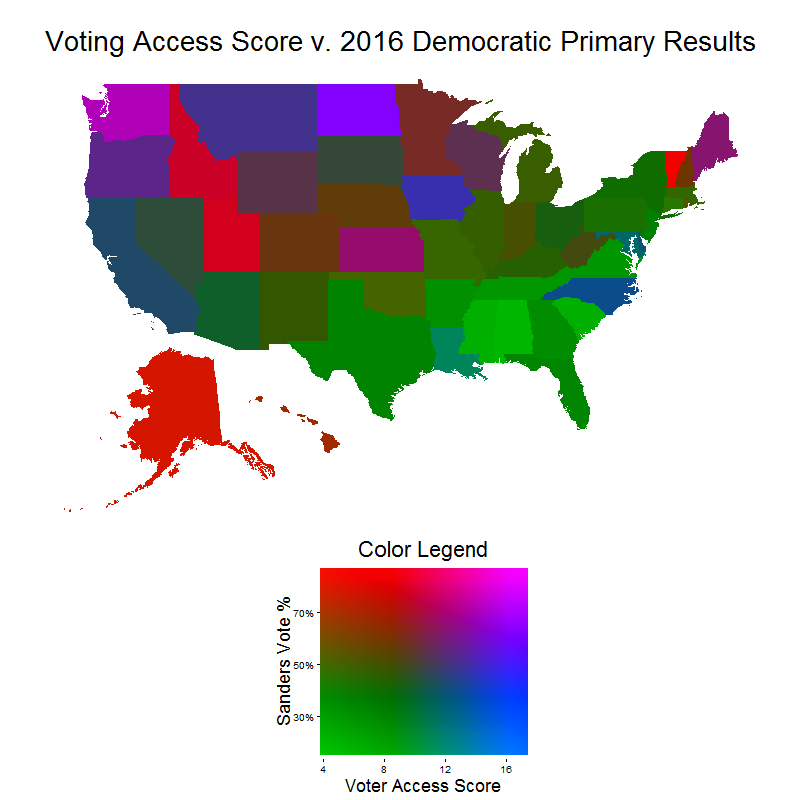 Voting Access Score v. 2016 Democratic Primary Results
Color Legend
Sanders Vote %
70%
50%
30%
4 8 12 16
Voter Access Score